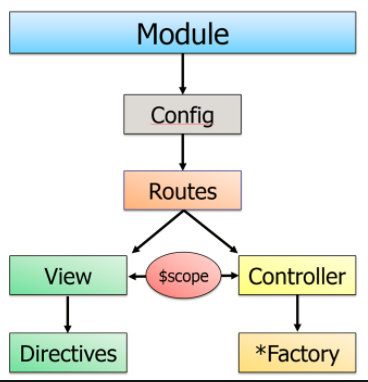 Module
Config
Routes
View
$scope
Controller
Directives
*Factory